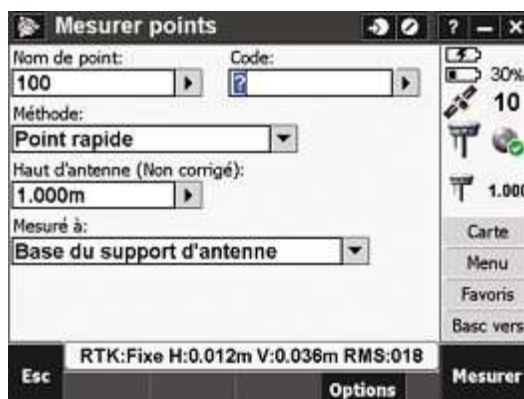 Mesurer points
? – X
Nom de point:
Code:
100
?
Méthode:
Point rapide
Haut d'antenne (Non corrigé):
1.000m
Mesuré à:
Base du support d'antenne
30%
10
1.000
Carte
Menu
Favoris
Basc vers
RTK:Fixe H:0.012m V:0.036m RMS:018
Esc
Options
Mesurer